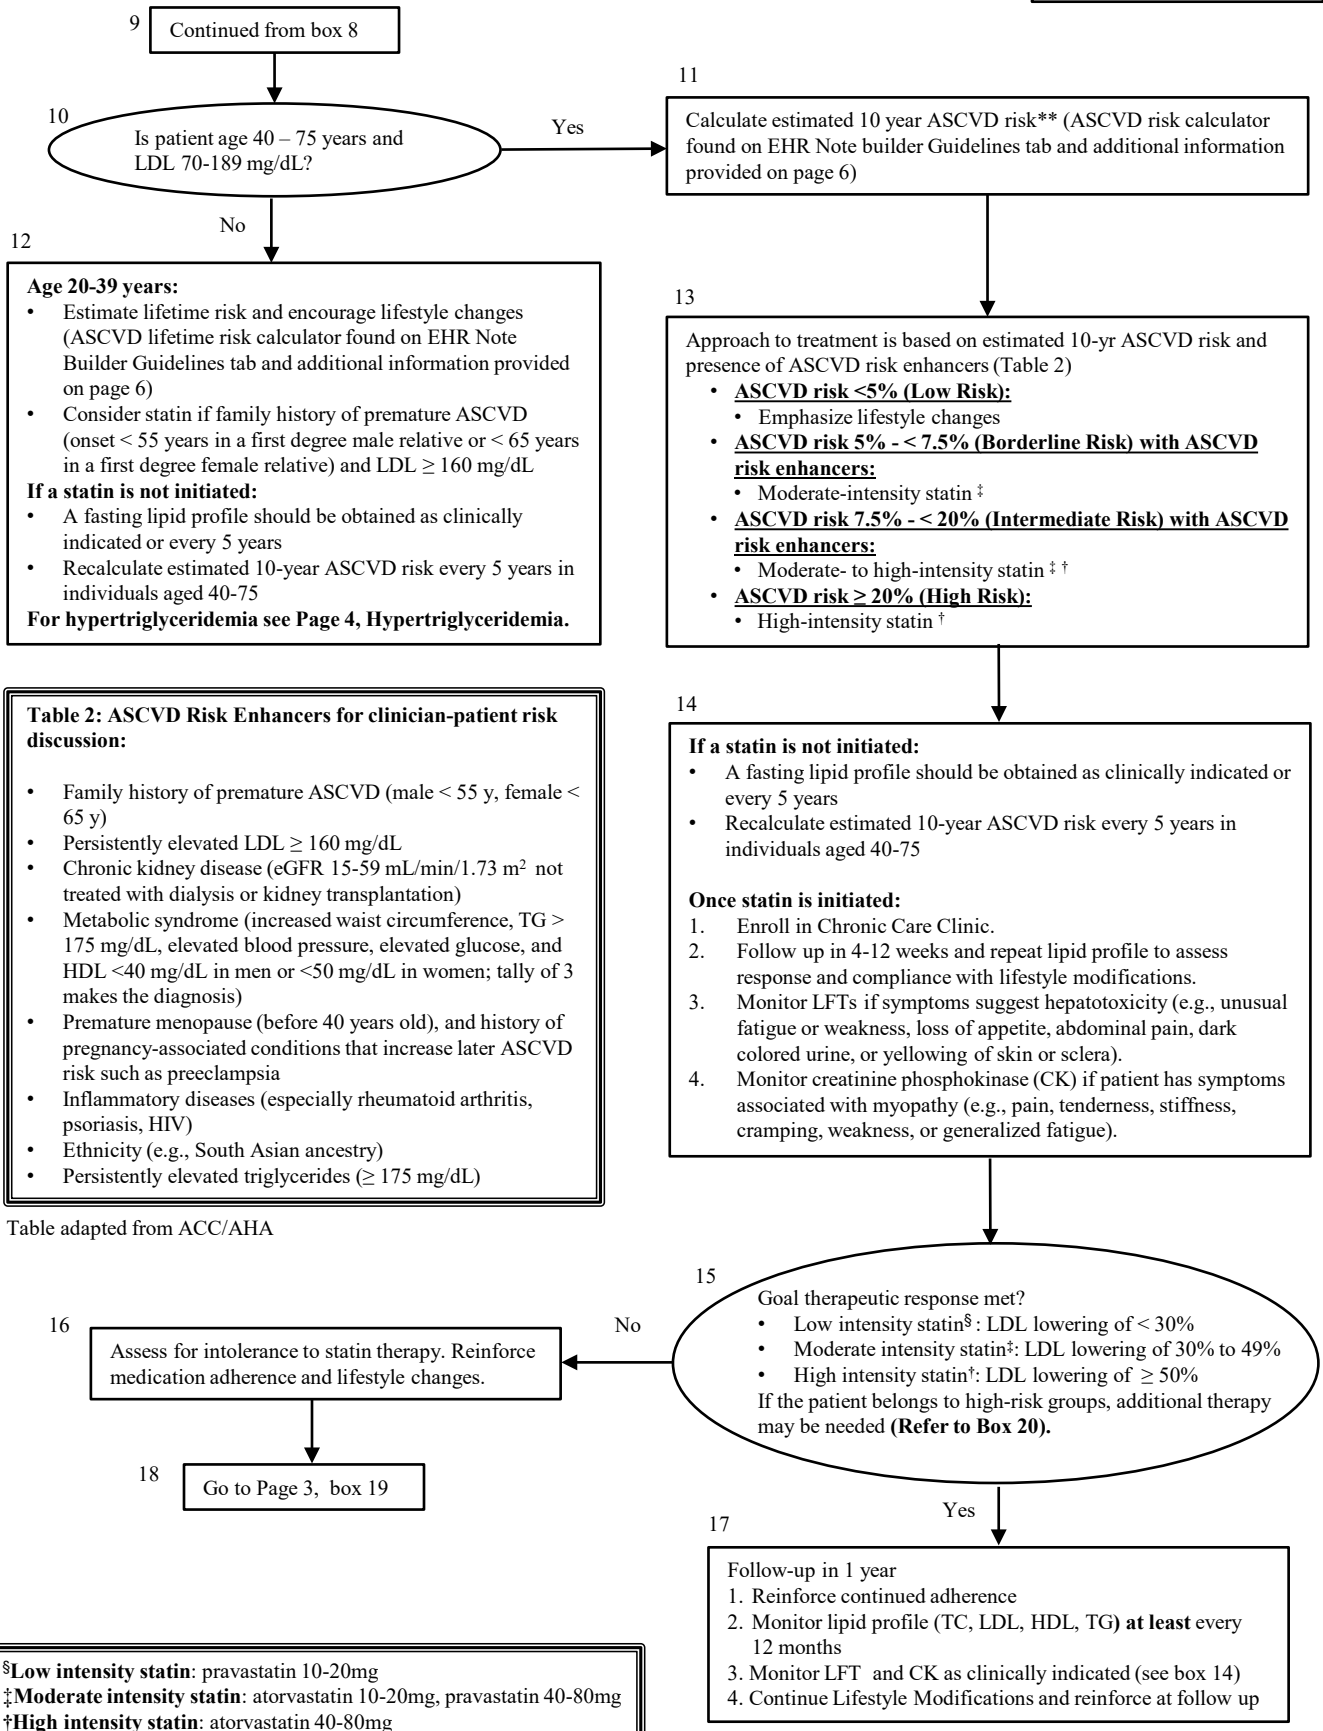 9
Continued from box 8
10
Is patient age 40 – 75 years and
LDL 70-189 mg/dL?
Yes
11
Calculate estimated 10 year ASCVD risk** (ASCVD risk calculator
found on EHR Note builder Guidelines tab and additional information
provided on page 6)
No
12
Age 20-39 years:
• Estimate lifetime risk and encourage lifestyle changes
(ASCVD lifetime risk calculator found on EHR Note
Builder Guidelines tab and additional information provided
on page 6)
• Consider statin if family history of premature ASCVD
(onset < 55 years in a first degree male relative or < 65 years
in a first degree female relative) and LDL ≥ 160 mg/dL
If a statin is not initiated:
• A fasting lipid profile should be obtained as clinically
indicated or every 5 years
• Recalculate estimated 10-year ASCVD risk every 5 years in
individuals aged 40-75
For hypertriglyceridemia see Page 4, Hypertriglyceridemia.
13
Approach to treatment is based on estimated 10-yr ASCVD risk and
presence of ASCVD risk enhancers (Table 2)
• ASCVD risk <5% (Low Risk):
• Emphasize lifestyle changes
• ASCVD risk 5% - < 7.5% (Borderline Risk) with ASCVD
risk enhancers:
• Moderate-intensity statin ‡
• ASCVD risk 7.5% - < 20% (Intermediate Risk) with ASCVD
risk enhancers:
• Moderate- to high-intensity statin ‡ †
• ASCVD risk ≥ 20% (High Risk):
• High-intensity statin †
Table 2: ASCVD Risk Enhancers for clinician-patient risk
discussion:
• Family history of premature ASCVD (male < 55 y, female <
65 y)
• Persistently elevated LDL ≥ 160 mg/dL
• Chronic kidney disease (eGFR 15-59 mL/min/1.73 m² not
treated with dialysis or kidney transplantation)
• Metabolic syndrome (increased waist circumference, TG >
175 mg/dL, elevated blood pressure, elevated glucose, and
HDL <40 mg/dL in men or <50 mg/dL in women; tally of 3
makes the diagnosis)
• Premature menopause (before 40 years old), and history of
pregnancy-associated conditions that increase later ASCVD
risk such as preeclampsia
• Inflammatory diseases (especially rheumatoid arthritis,
psoriasis, HIV)
• Ethnicity (e.g., South Asian ancestry)
• Persistently elevated triglycerides (≥ 175 mg/dL)
Table adapted from ACC/AHA
14
If a statin is not initiated:
• A fasting lipid profile should be obtained as clinically indicated or
every 5 years
• Recalculate estimated 10-year ASCVD risk every 5 years in
individuals aged 40-75
Once statin is initiated:
1. Enroll in Chronic Care Clinic.
2. Follow up in 4-12 weeks and repeat lipid profile to assess
response and compliance with lifestyle modifications.
3. Monitor LFTs if symptoms suggest hepatotoxicity (e.g., unusual
fatigue or weakness, loss of appetite, abdominal pain, dark
colored urine, or yellowing of skin or sclera).
4. Monitor creatinine phosphokinase (CK) if patient has symptoms
associated with myopathy (e.g., pain, tenderness, stiffness,
cramping, weakness, or generalized fatigue).
15
Goal therapeutic response met?
• Low intensity statin§ : LDL lowering of < 30%
• Moderate intensity statin‡: LDL lowering of 30% to 49%
• High intensity statin†: LDL lowering of ≥ 50%
If the patient belongs to high-risk groups, additional therapy
may be needed (Refer to Box 20).
No
16
Assess for intolerance to statin therapy. Reinforce
medication adherence and lifestyle changes.
18
Go to Page 3, box 19
Yes
17
Follow-up in 1 year
1. Reinforce continued adherence
2. Monitor lipid profile (TC, LDL, HDL, TG) at least every
12 months
3. Monitor LFT and CK as clinically indicated (see box 14)
4. Continue Lifestyle Modifications and reinforce at follow up
§Low intensity statin: pravastatin 10-20mg
‡Moderate intensity statin: atorvastatin 10-20mg, pravastatin 40-80mg
†High intensity statin: atorvastatin 40-80mg